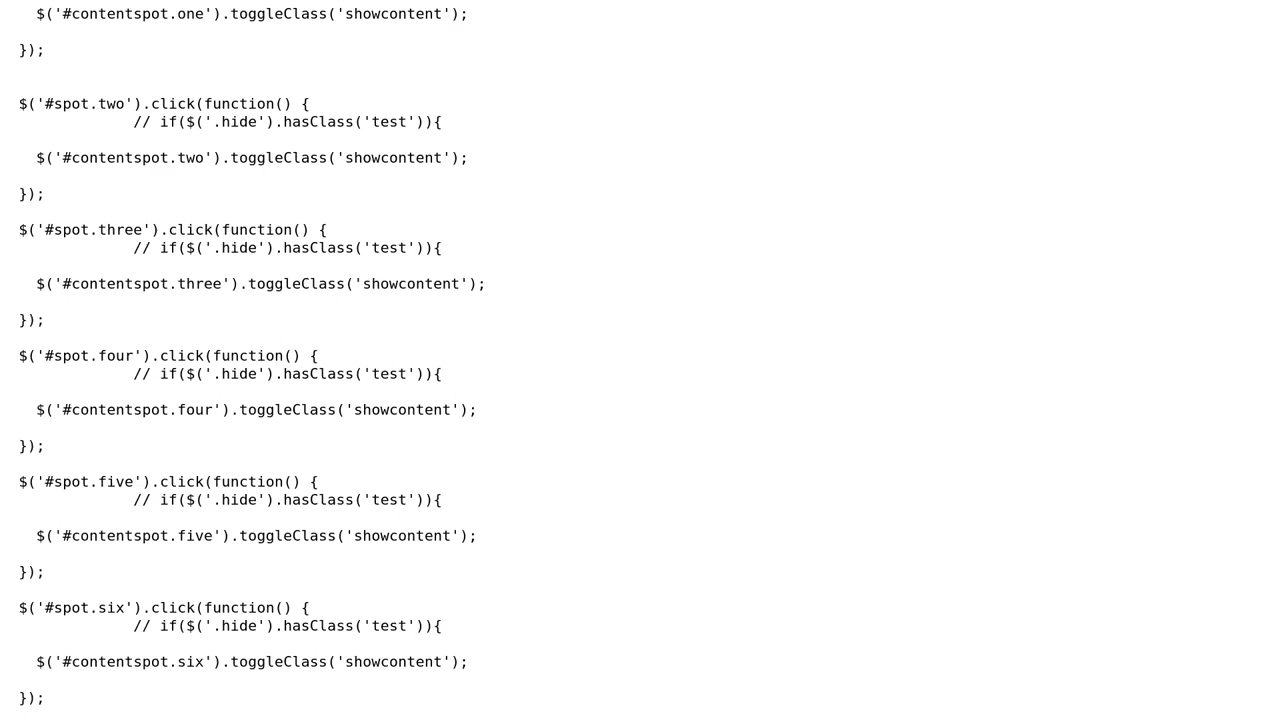 $('#contentspot.one').toggleClass('showcontent');
});
$('#spot.two').click(function() {
// if($('.hide').hasClass('test')){
$('#contentspot.two').toggleClass('showcontent');
});
$('#spot.three').click(function() {
// if($('.hide').hasClass('test')){
$('#contentspot.three').toggleClass('showcontent');
});
$('#spot.four').click(function() {
// if($('.hide').hasClass('test')){
$('#contentspot.four').toggleClass('showcontent');
});
$('#spot.five').click(function() {
// if($('.hide').hasClass('test')){
$('#contentspot.five').toggleClass('showcontent');
});
$('#spot.six').click(function() {
// if($('.hide').hasClass('test')){
$('#contentspot.six').toggleClass('showcontent');
});